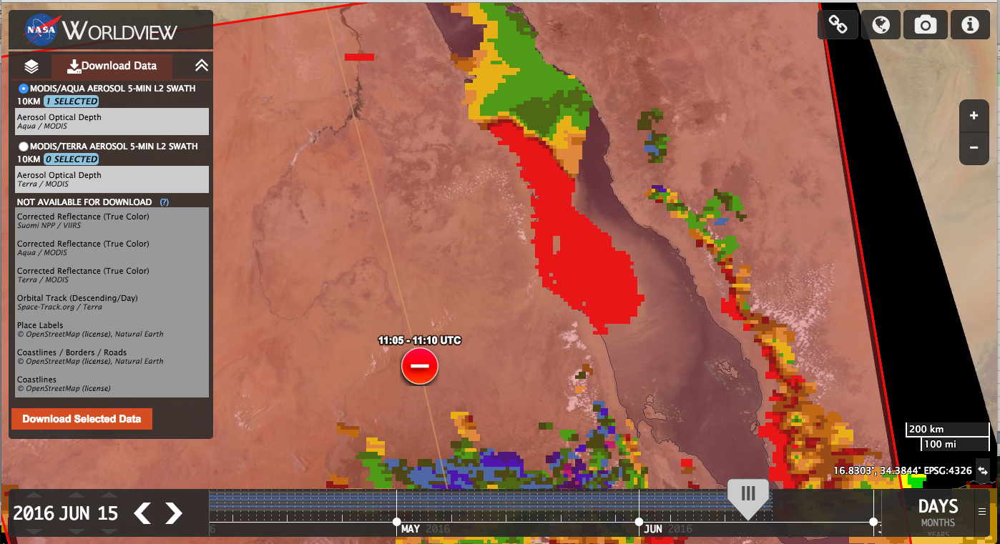 NASA WORLDVIEW
Download Data
MODIS/AQUA AEROSOL 5-MIN L2 SWATH
10KM 1 SELECTED
Aerosol Optical Depth
Aqua / MODIS
MODIS/TERRA AEROSOL 5-MIN L2 SWATH
10KM 0 SELECTED
Aerosol Optical Depth
Terra / MODIS
NOT AVAILABLE FOR DOWNLOAD (?)
Corrected Reflectance (True Color)
Suomi NPP / VIIRS
Corrected Reflectance (True Color)
Aqua / MODIS
Corrected Reflectance (True Color)
Terra / MODIS
Orbital Track (Descending/Day)
Space-Track.org / Terra
Place Labels
© OpenStreetMap (license), Natural Earth
Coastlines / Borders / Roads
© OpenStreetMap (license), Natural Earth
Coastlines
© OpenStreetMap (license)
Download Selected Data
11:05 - 11:10 UTC
200 km
100 mi
16.8303°, 34.3844° EPSG:4326
2016 JUN 15
6
MAY 2016
JUN 2016
DAYS
MONTHS
YEARS